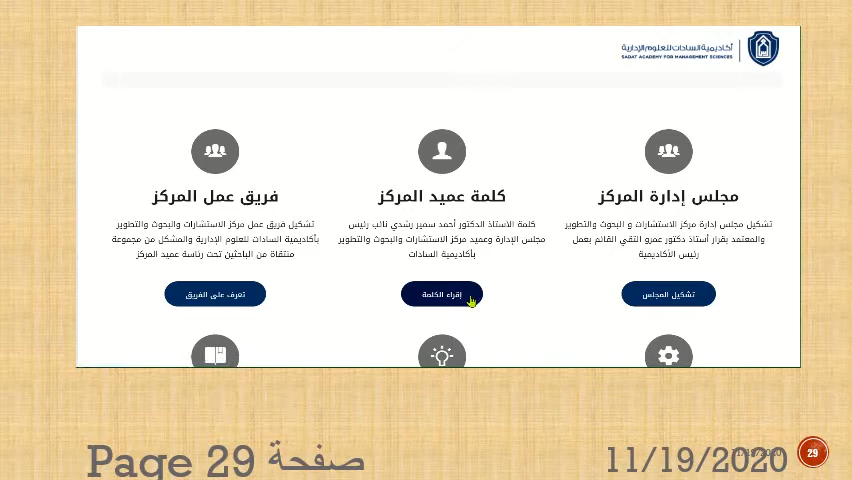 أكاديمية السادات للعلوم الإدارية
SADAT ACADEMY FOR MANAGEMENT SCIENCES
مجلس إدارة المركز
تشكيل مجلس إدارة مركز الاستشارات و البحوث والتطوير
والمعتمد بقرار أستاذ دكتور عمرو التقي القائم بعمل
رئيس الأكاديمية
تشكيل المجلس
كلمة عميد المركز
كلمة الاستاذ الدكتور أحمد سمير رشدي نائب رئيس
مجلس الإدارة وعميد مركز الاستشارات والبحوث والتطوير
بأكاديمية السادات
إقراء الكلمة
فريق عمل المركز
تشكيل فريق عمل مركز الاستشارات والبحوث والتطوير
بأكاديمية السادات للعلوم الإدارية والمشكل من مجموعة
منتقاة من الباحثين تحت رئاسة عميد المركز
تعرف على الفريق
Page 29 صفحة
11/19/2020
11/19/2020
29